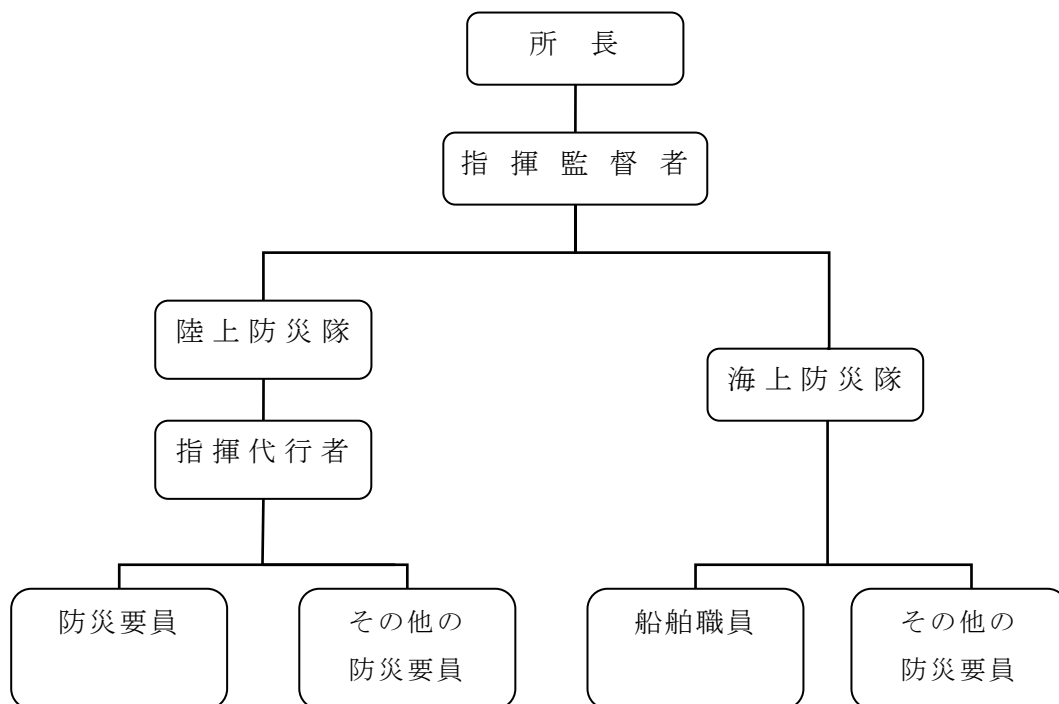 所　長
指揮監督者
陸上防災隊
海上防災隊
指揮代行者
防災要員
その他の
防災要員
船舶職員
その他の
防災要員